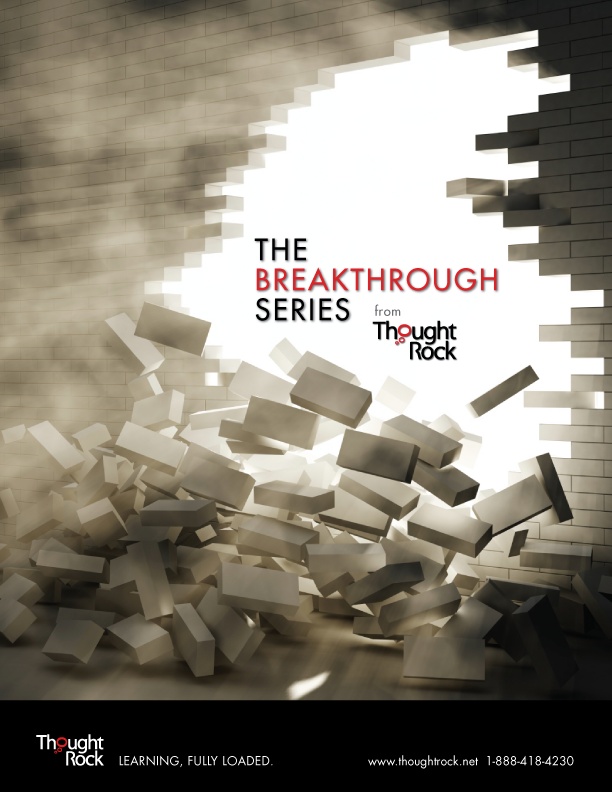 THE
BREAKTHROUGH
SERIES
from
Thought
Rock
Thought
Rock
LEARNING, FULLY LOADED.
www.thoughtrock.net 1-888-418-4230